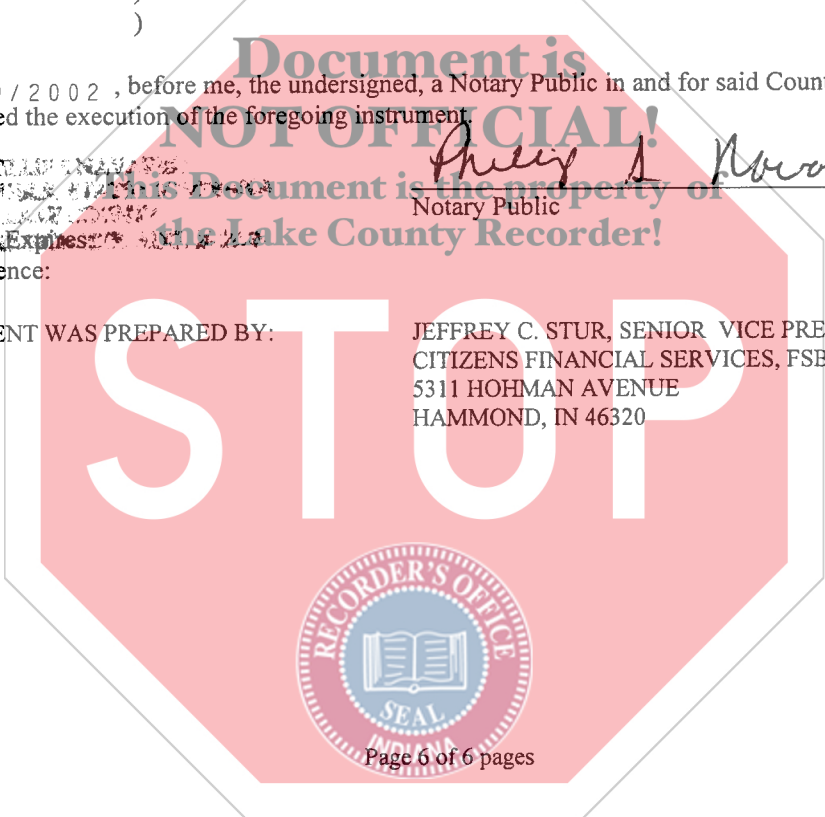 )
Document is
/2002 , before me, the undersigned, a Notary Public in and for said Coun
ed the execution of the foregoing instrument.
NOT OFFICIAL!
Philip S
This Document is the property of
Notary Public
the Lake County Recorder!
Expires:
ence:
ENT WAS PREPARED BY:
JEFFREY C. STUR, SENIOR VICE PRE
CITIZENS FINANCIAL SERVICES, FSB
5311 HOHMAN AVENUE
HAMMOND, IN 46320
STOP
RECORDER'S OFFICE
SEAL
INDIANA
Page 6 of 6 pages